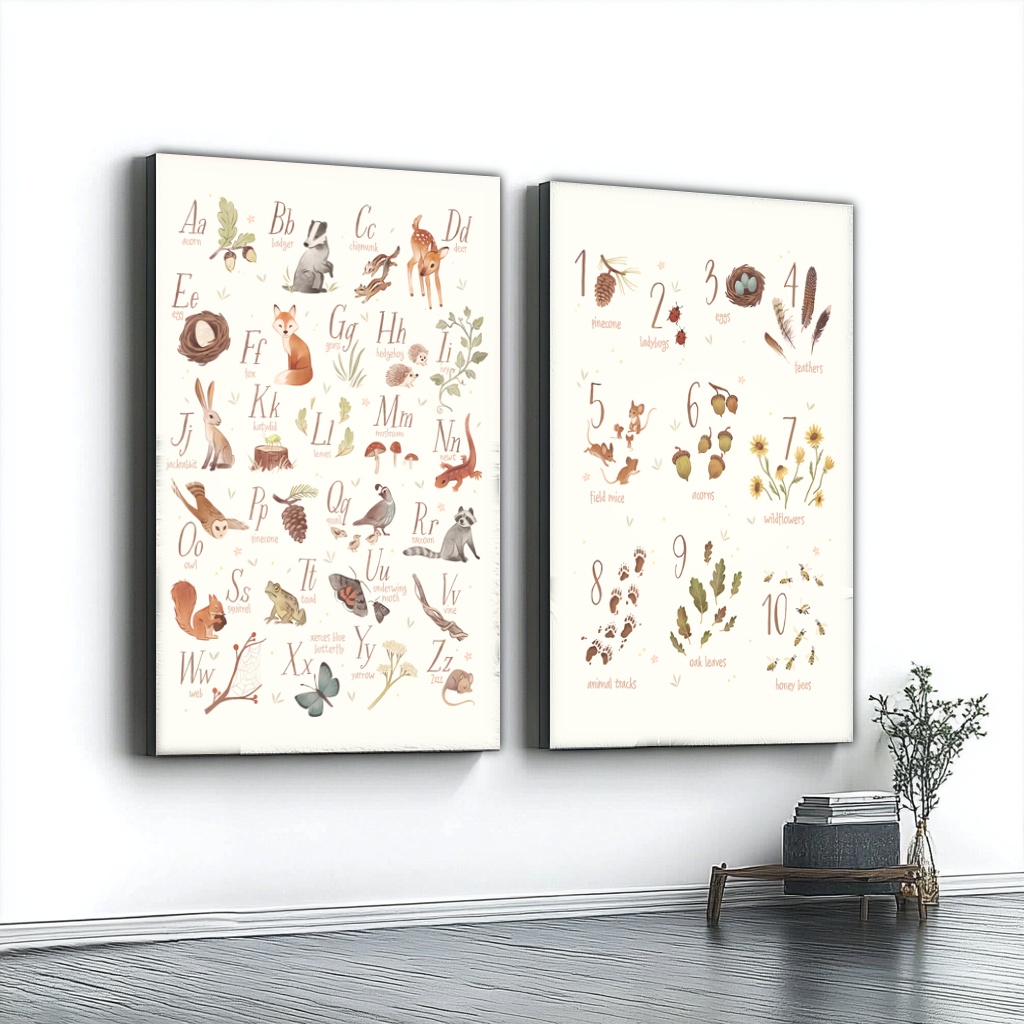 Aa
acorn
Bb
badger
Cc
chipmunk
Dd
deer
Ee
egg
Ff
fox
Gg
grass
Hh
hedgehog
Ii
ivy
Jj
jackrabbit
Kk
katydid
Ll
leaves
Mm
mushrooms
Nn
newt
Oo
owl
Pp
pinecone
Qq
quail
Rr
raccoon
Ss
squirrel
Tt
toad
Uu
underwing
moth
Vv
vine
Ww
web
Xx
xerces blue
butterfly
Yy
yarrow
Zz
Zzz
1
pinecone
2
ladybugs
3
eggs
4
feathers
5
field mice
6
acorns
7
wildflowers
8
animal tracks
9
oak leaves
10
honey bees